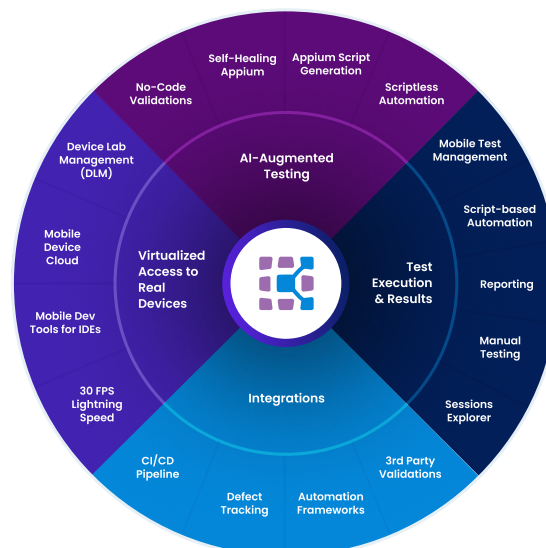 Self-Healing
Appium
Appium Script
Generation
No-Code
Validations
Scriptless
Automation
AI-Augmented
Testing
Device Lab
Management
(DLM)
Mobile
Device
Cloud
Mobile Dev
Tools for IDEs
30 FPS
Lightning
Speed
Virtualized
Access to
Real
Devices
Test
Execution
& Results
Mobile Test
Management
Script-based
Automation
Reporting
Manual
Testing
Sessions
Explorer
Integrations
CI/CD
Pipeline
Defect
Tracking
Automation
Frameworks
3rd Party
Validations